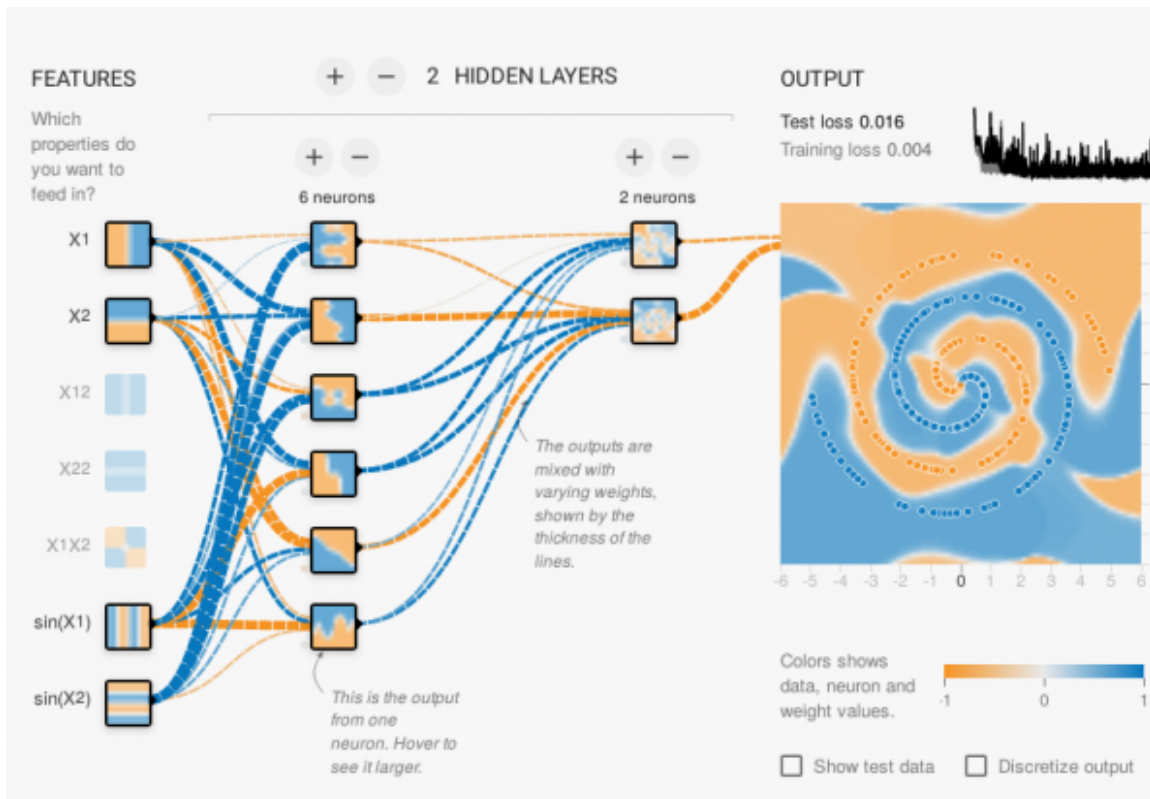 FEATURES
Which
properties do
you want to
feed in?
+ − 2 HIDDEN LAYERS
+ −
6 neurons
+ −
2 neurons
OUTPUT
Test loss 0.016
Training loss 0.004
X1
X2
X12
X22
X1X2
sin(X1)
sin(X2)
The outputs are
mixed with
varying weights,
shown by the
thickness of the
lines.
This is the output
from one
neuron. Hover to
see it larger.
-6 -5 -4 -3 -2 -1 0 1 2 3 4 5 6
Colors shows
data, neuron and
weight values.
-1 0 1
Show test data
Discretize output